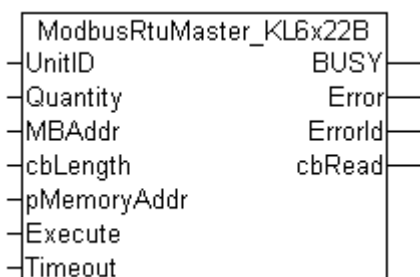 ModbusRtuMaster_KL6x22B
UnitID BUSY
Quantity Error
MBAddr ErrorId
cbLength cbRead
pMemoryAddr
Execute
Timeout